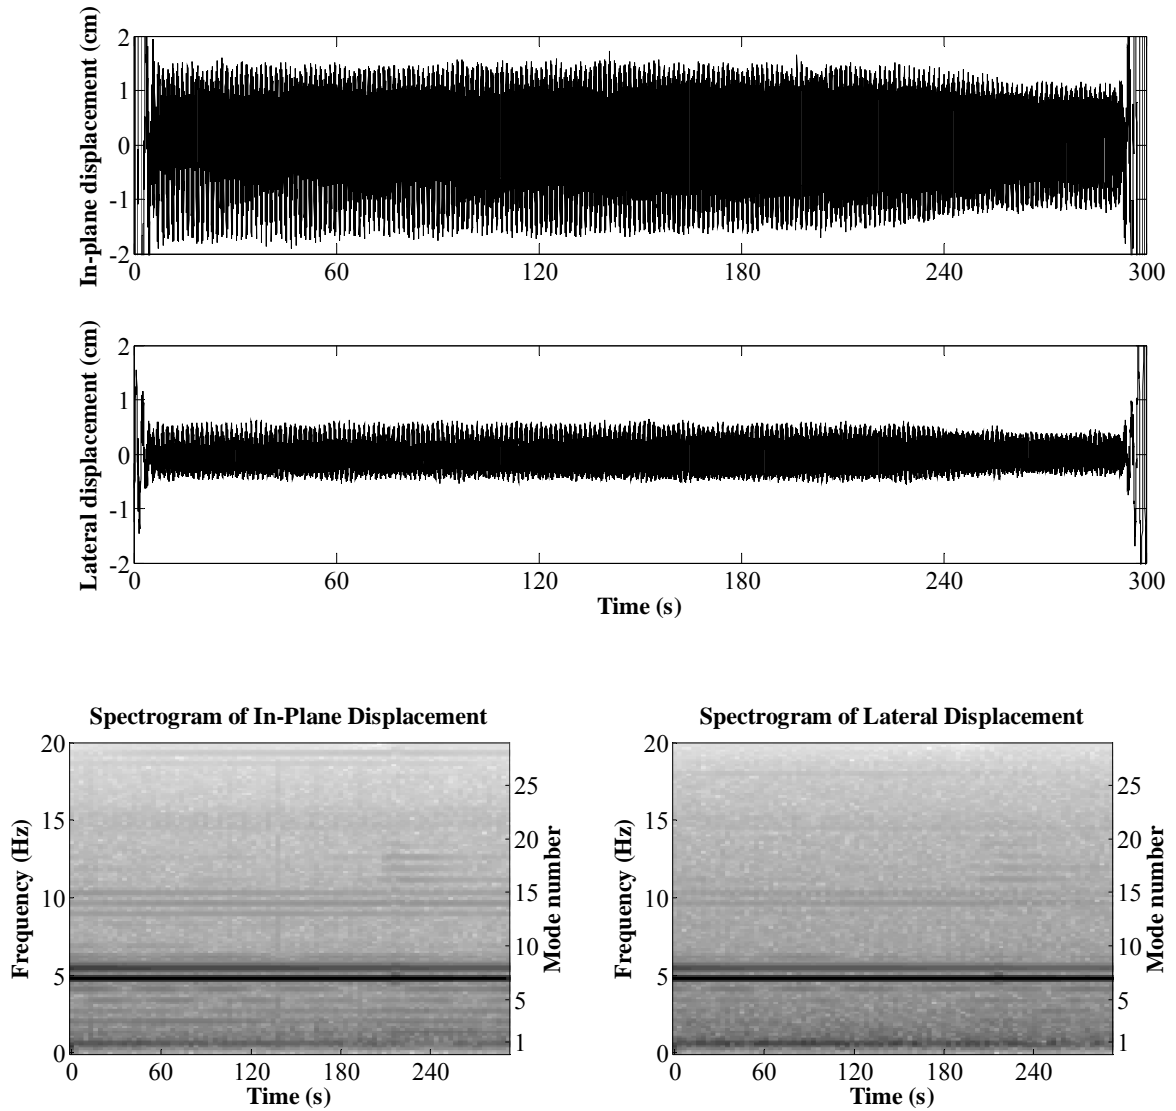 In-plane displacement (cm)
2
1
0
-1
-2
0 60 120 180 240 300
Lateral displacement (cm)
2
1
0
-1
-2
0 60 120 180 240 300
Time (s)
Spectrogram of In-Plane Displacement
Frequency (Hz)
20
15
10
5
0
25
20
15
10
5
1
Mode number
0 60 120 180 240
Time (s)
Spectrogram of Lateral Displacement
Frequency (Hz)
20
15
10
5
0
25
20
15
10
5
1
Mode number
0 60 120 180 240
Time (s)